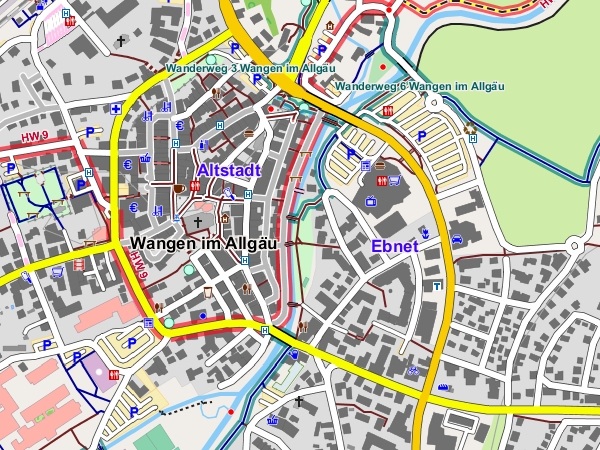 Wanderweg 3 Wangen im Allgäu
Wanderweg 6 Wangen im Allgäu
HW 9
Altstadt
Wangen im Allgäu
Ebnet
HW 9
HW 9
HW
P
P
P
P
P
P
P
P
P
P
P
H
H
H
H
H
H
H
H
€
€
€
T